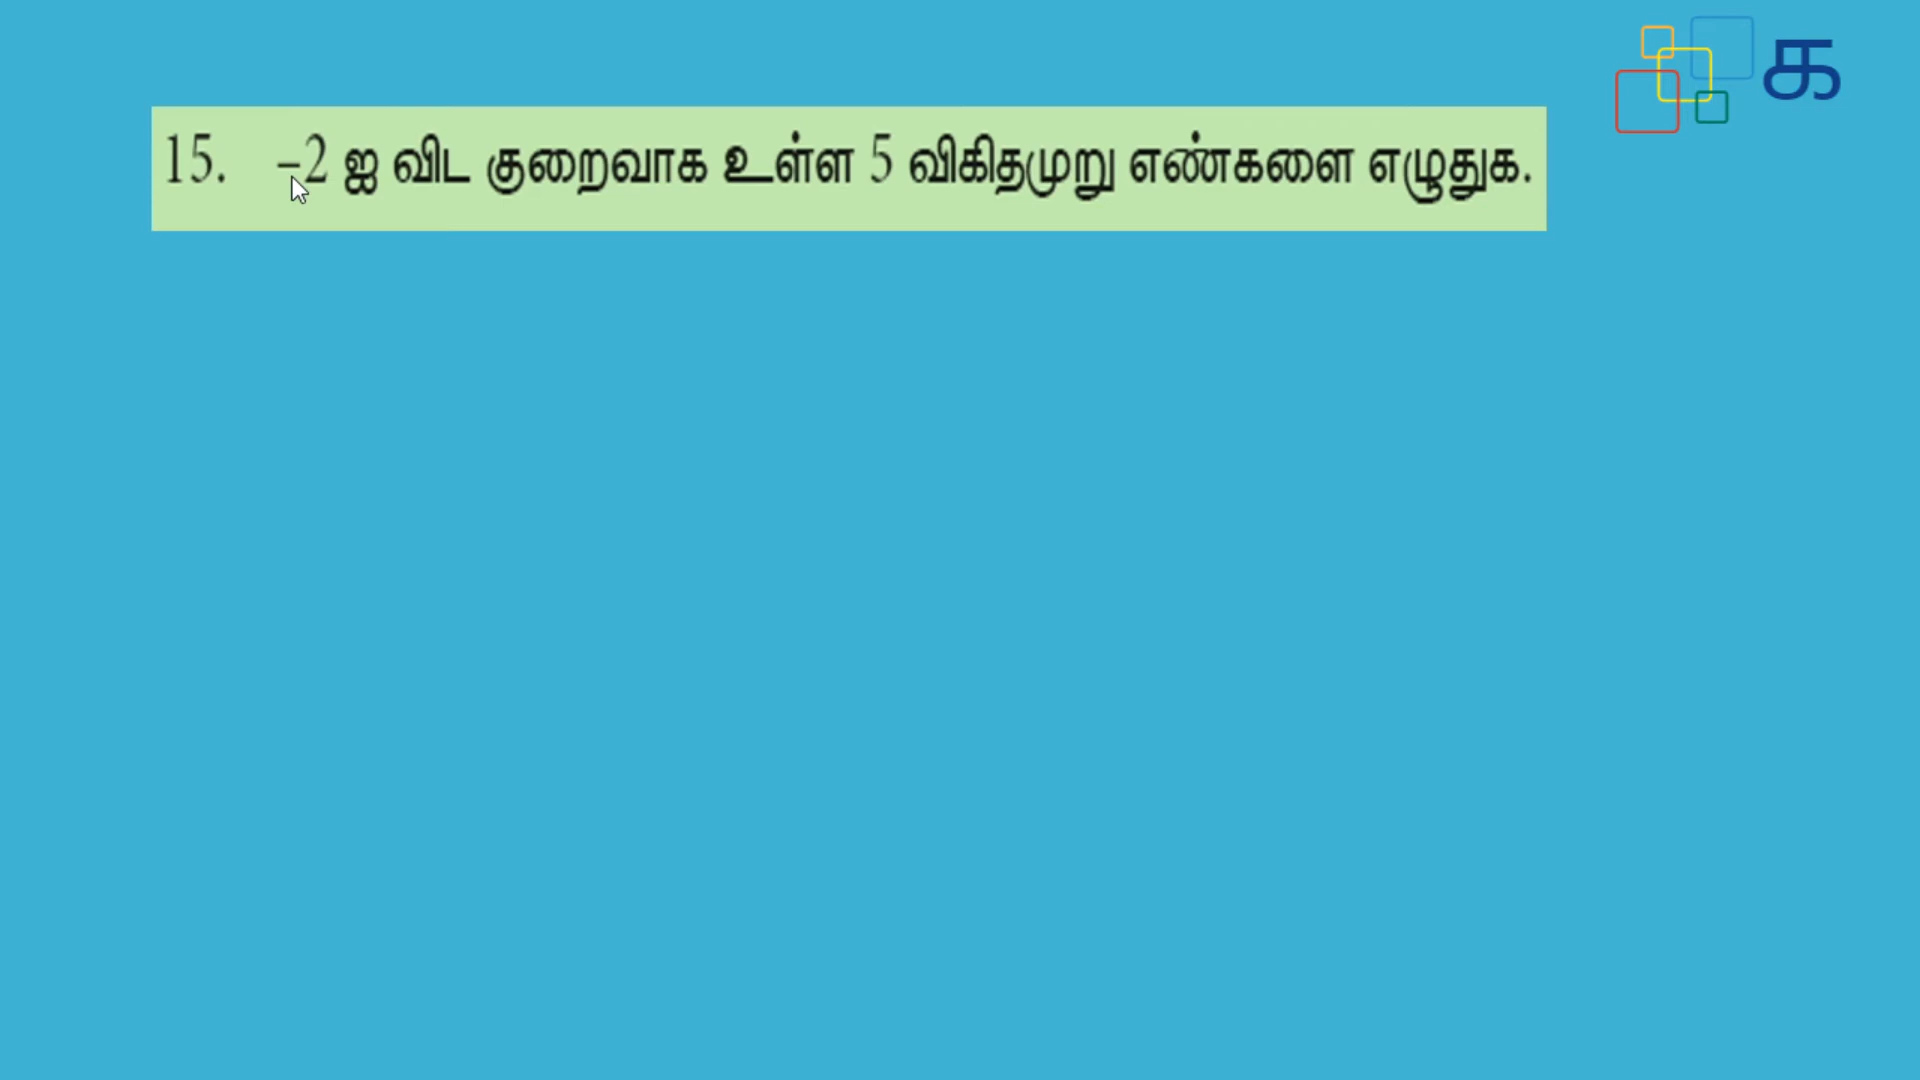 க
15. –2 ஐ விட குறைவாக உள்ள 5 விகிதமுறு எண்களை எழுதுக.